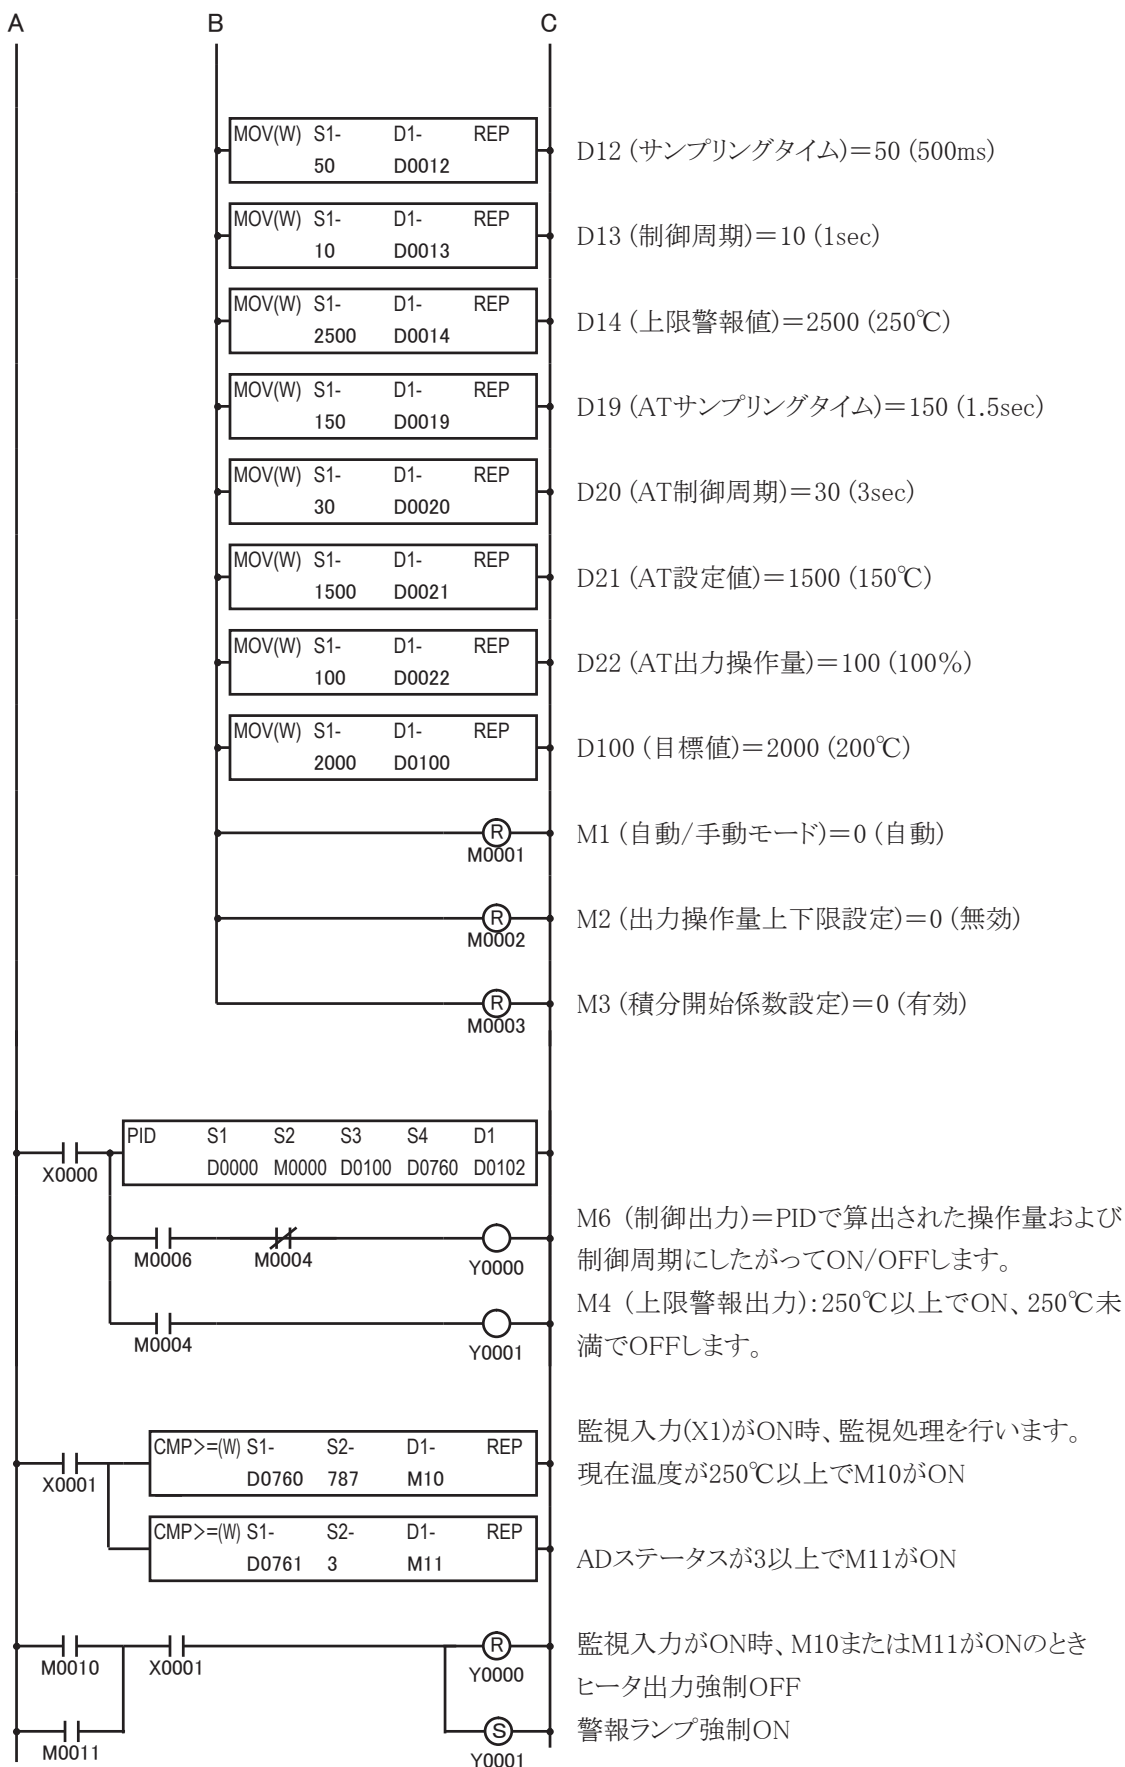 A B C
MOV(W) S1- D1- REP
50 D0012
D12 (サンプリングタイム)＝50 (500ms)
MOV(W) S1- D1- REP
10 D0013
D13 (制御周期)＝10 (1sec)
MOV(W) S1- D1- REP
2500 D0014
D14 (上限警報値)＝2500 (250℃)
MOV(W) S1- D1- REP
150 D0019
D19 (ATサンプリングタイム)＝150 (1.5sec)
MOV(W) S1- D1- REP
30 D0020
D20 (AT制御周期)＝30 (3sec)
MOV(W) S1- D1- REP
1500 D0021
D21 (AT設定値)＝1500 (150℃)
MOV(W) S1- D1- REP
100 D0022
D22 (AT出力操作量)＝100 (100%)
MOV(W) S1- D1- REP
2000 D0100
D100 (目標値)＝2000 (200℃)
R
M0001
M1 (自動/手動モード)＝0 (自動)
R
M0002
M2 (出力操作量上下限設定)＝0 (無効)
R
M0003
M3 (積分開始係数設定)＝0 (有効)
X0000
PID S1 S2 S3 S4 D1
D0000 M0000 D0100 D0760 D0102
M0006 M0004 Y0000
M6 (制御出力)＝PIDで算出された操作量および
制御周期にしたがってON/OFFします。
M0004 Y0001
M4 (上限警報出力)：250℃以上でON、250℃未
満でOFFします。
X0001
CMP>=(W) S1- S2- D1- REP
D0760 787 M10
監視入力(X1)がON時、監視処理を行います。
現在温度が250℃以上でM10がON
CMP>=(W) S1- S2- D1- REP
D0761 3 M11
ADステータスが3以上でM11がON
R
M0010 X0001 Y0000
監視入力がON時、M10またはM11がONのとき
ヒータ出力強制OFF
S
M0011 Y0001
警報ランプ強制ON